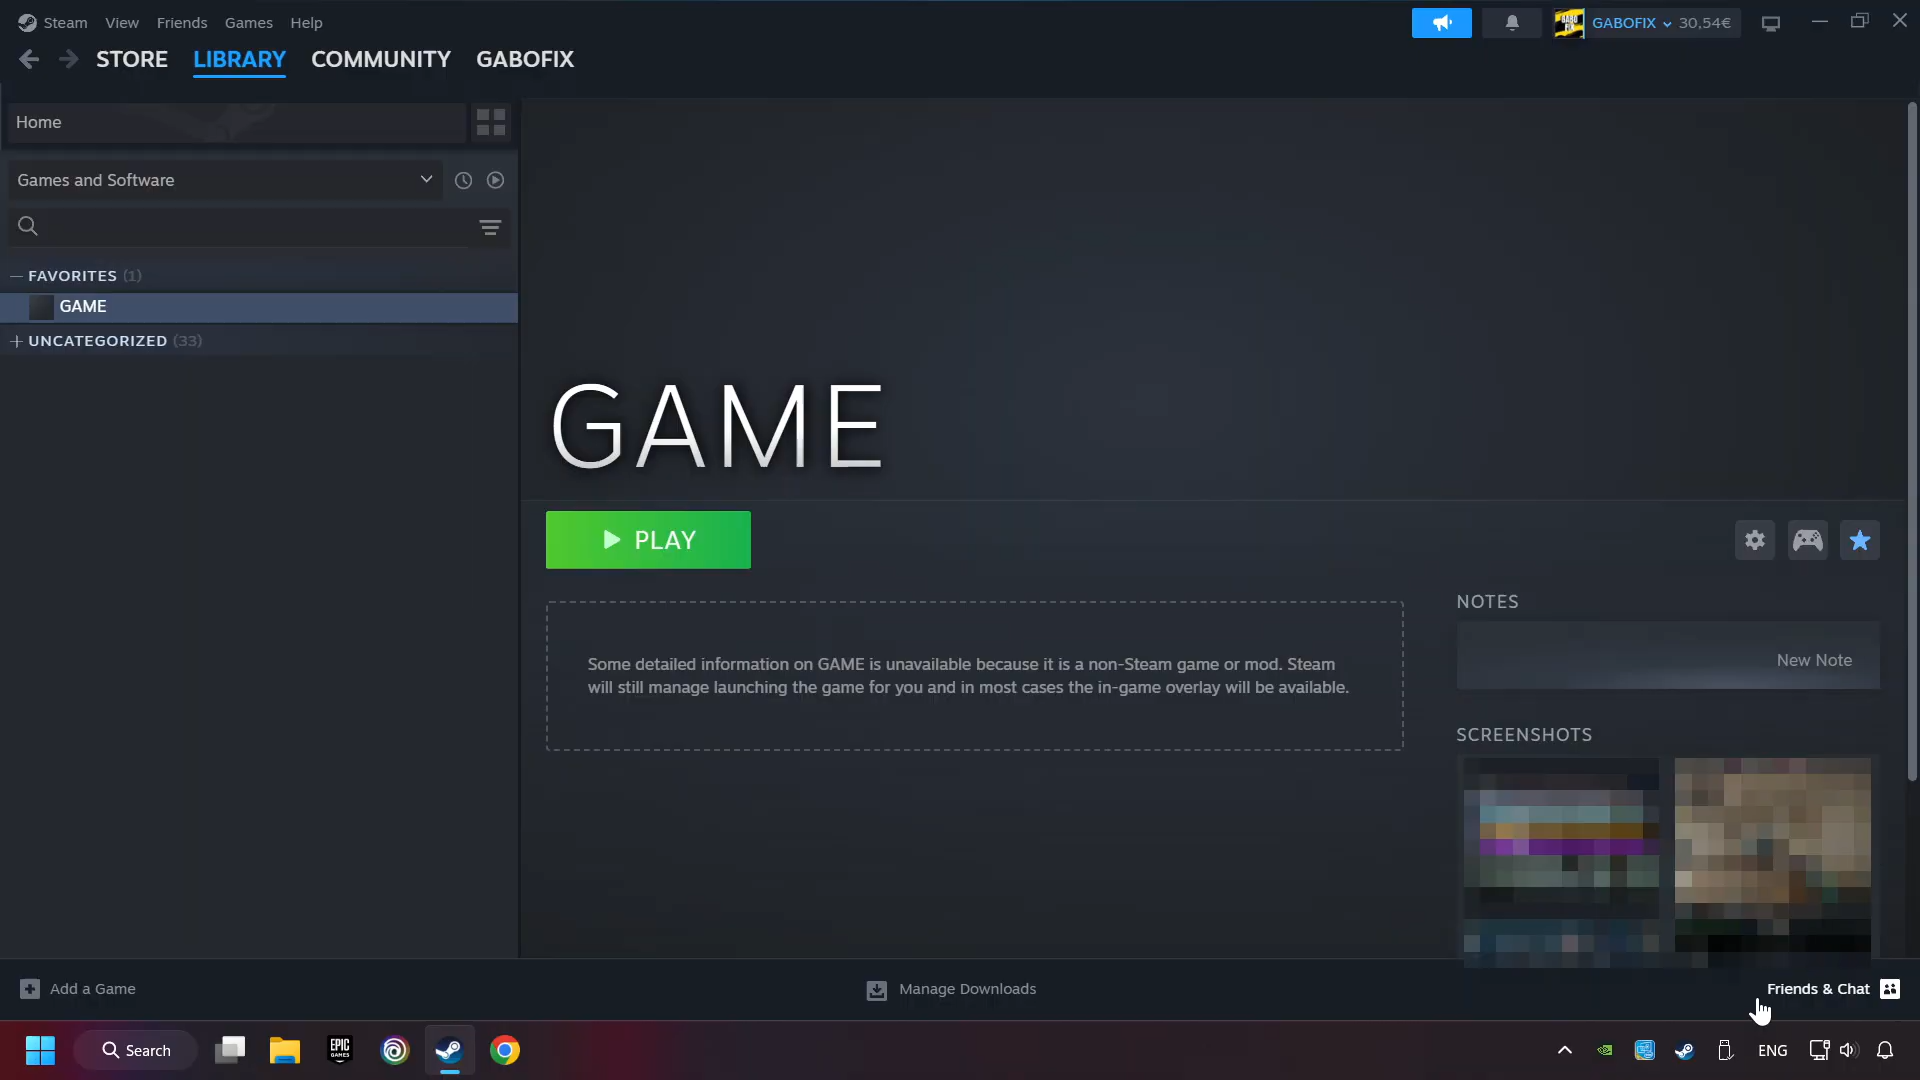 Steam View Friends Games Help
GABOFIX 30,54€
STORE LIBRARY COMMUNITY GABOFIX
Home
Games and Software
FAVORITES (1)
GAME
UNCATEGORIZED (33)
GAME
PLAY
NOTES
Some detailed information on GAME is unavailable because it is a non-Steam game or mod. Steam
will still manage launching the game for you and in most cases the in-game overlay will be available.
New Note
SCREENSHOTS
Add a Game
Manage Downloads
Friends & Chat
Search
EPIC
GAMES
ENG